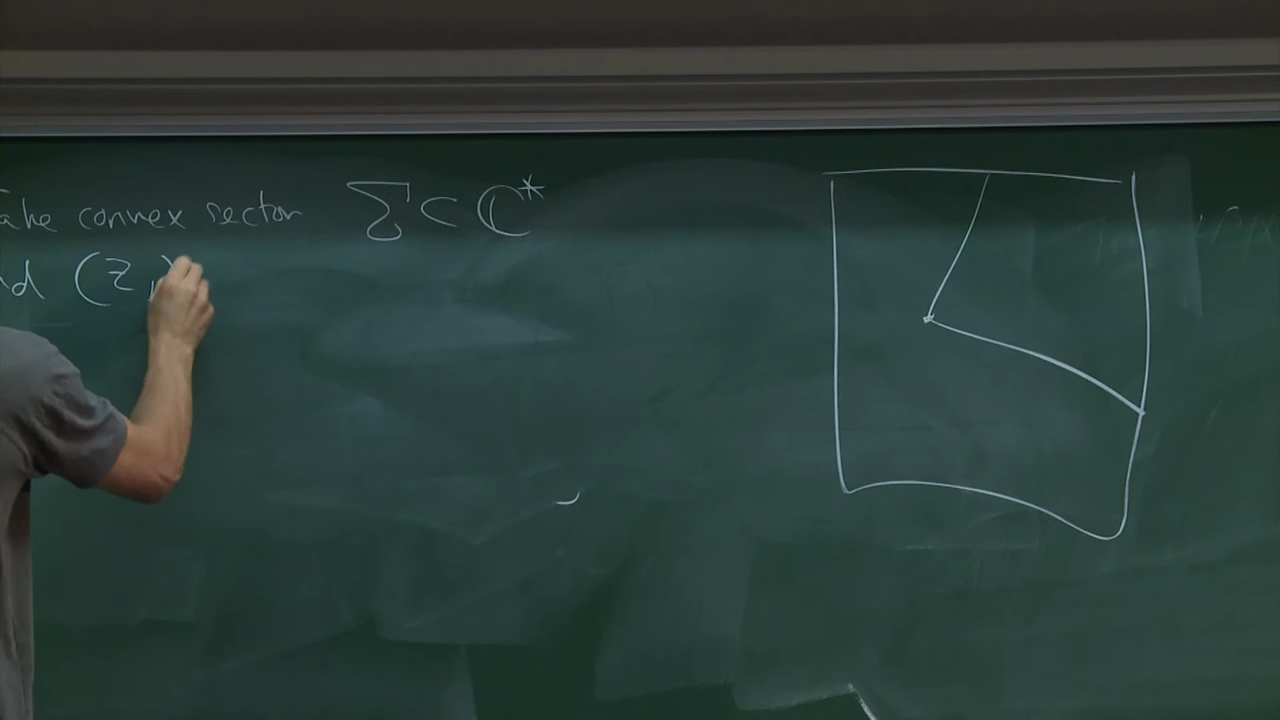 ake convex sector Σ ⊂ ℂ*
d (Z,